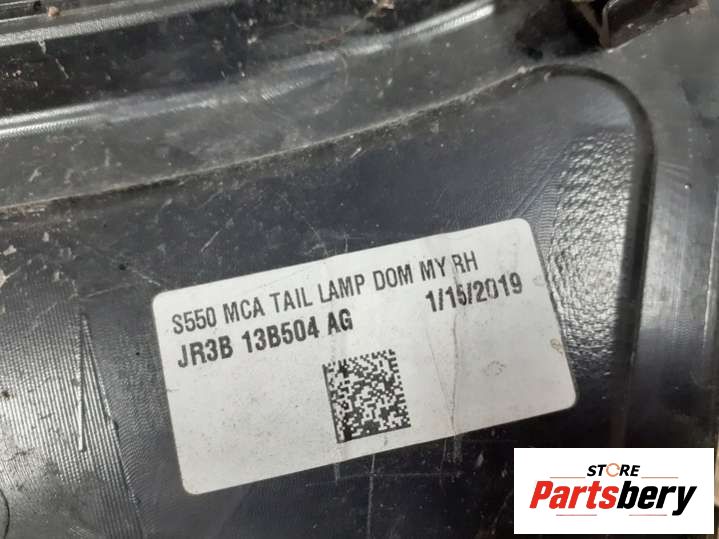 S550 MCA TAIL LAMP DOM MY RH
JR3B 13B504 AG 1/15/2019
STORE
Partsbery